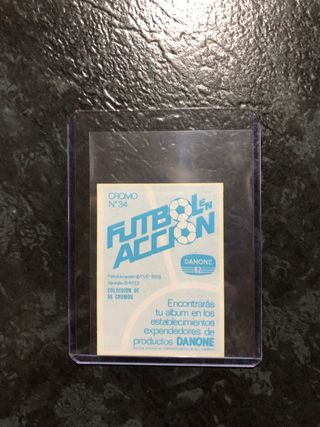 CROMO
Nº 34
FUTBOL EN
ACCION
DANONE
82
COLECCION DE
90 CROMOS
Encontrarás
tu album en los
establecimientos
expendedores de
productos DANONE